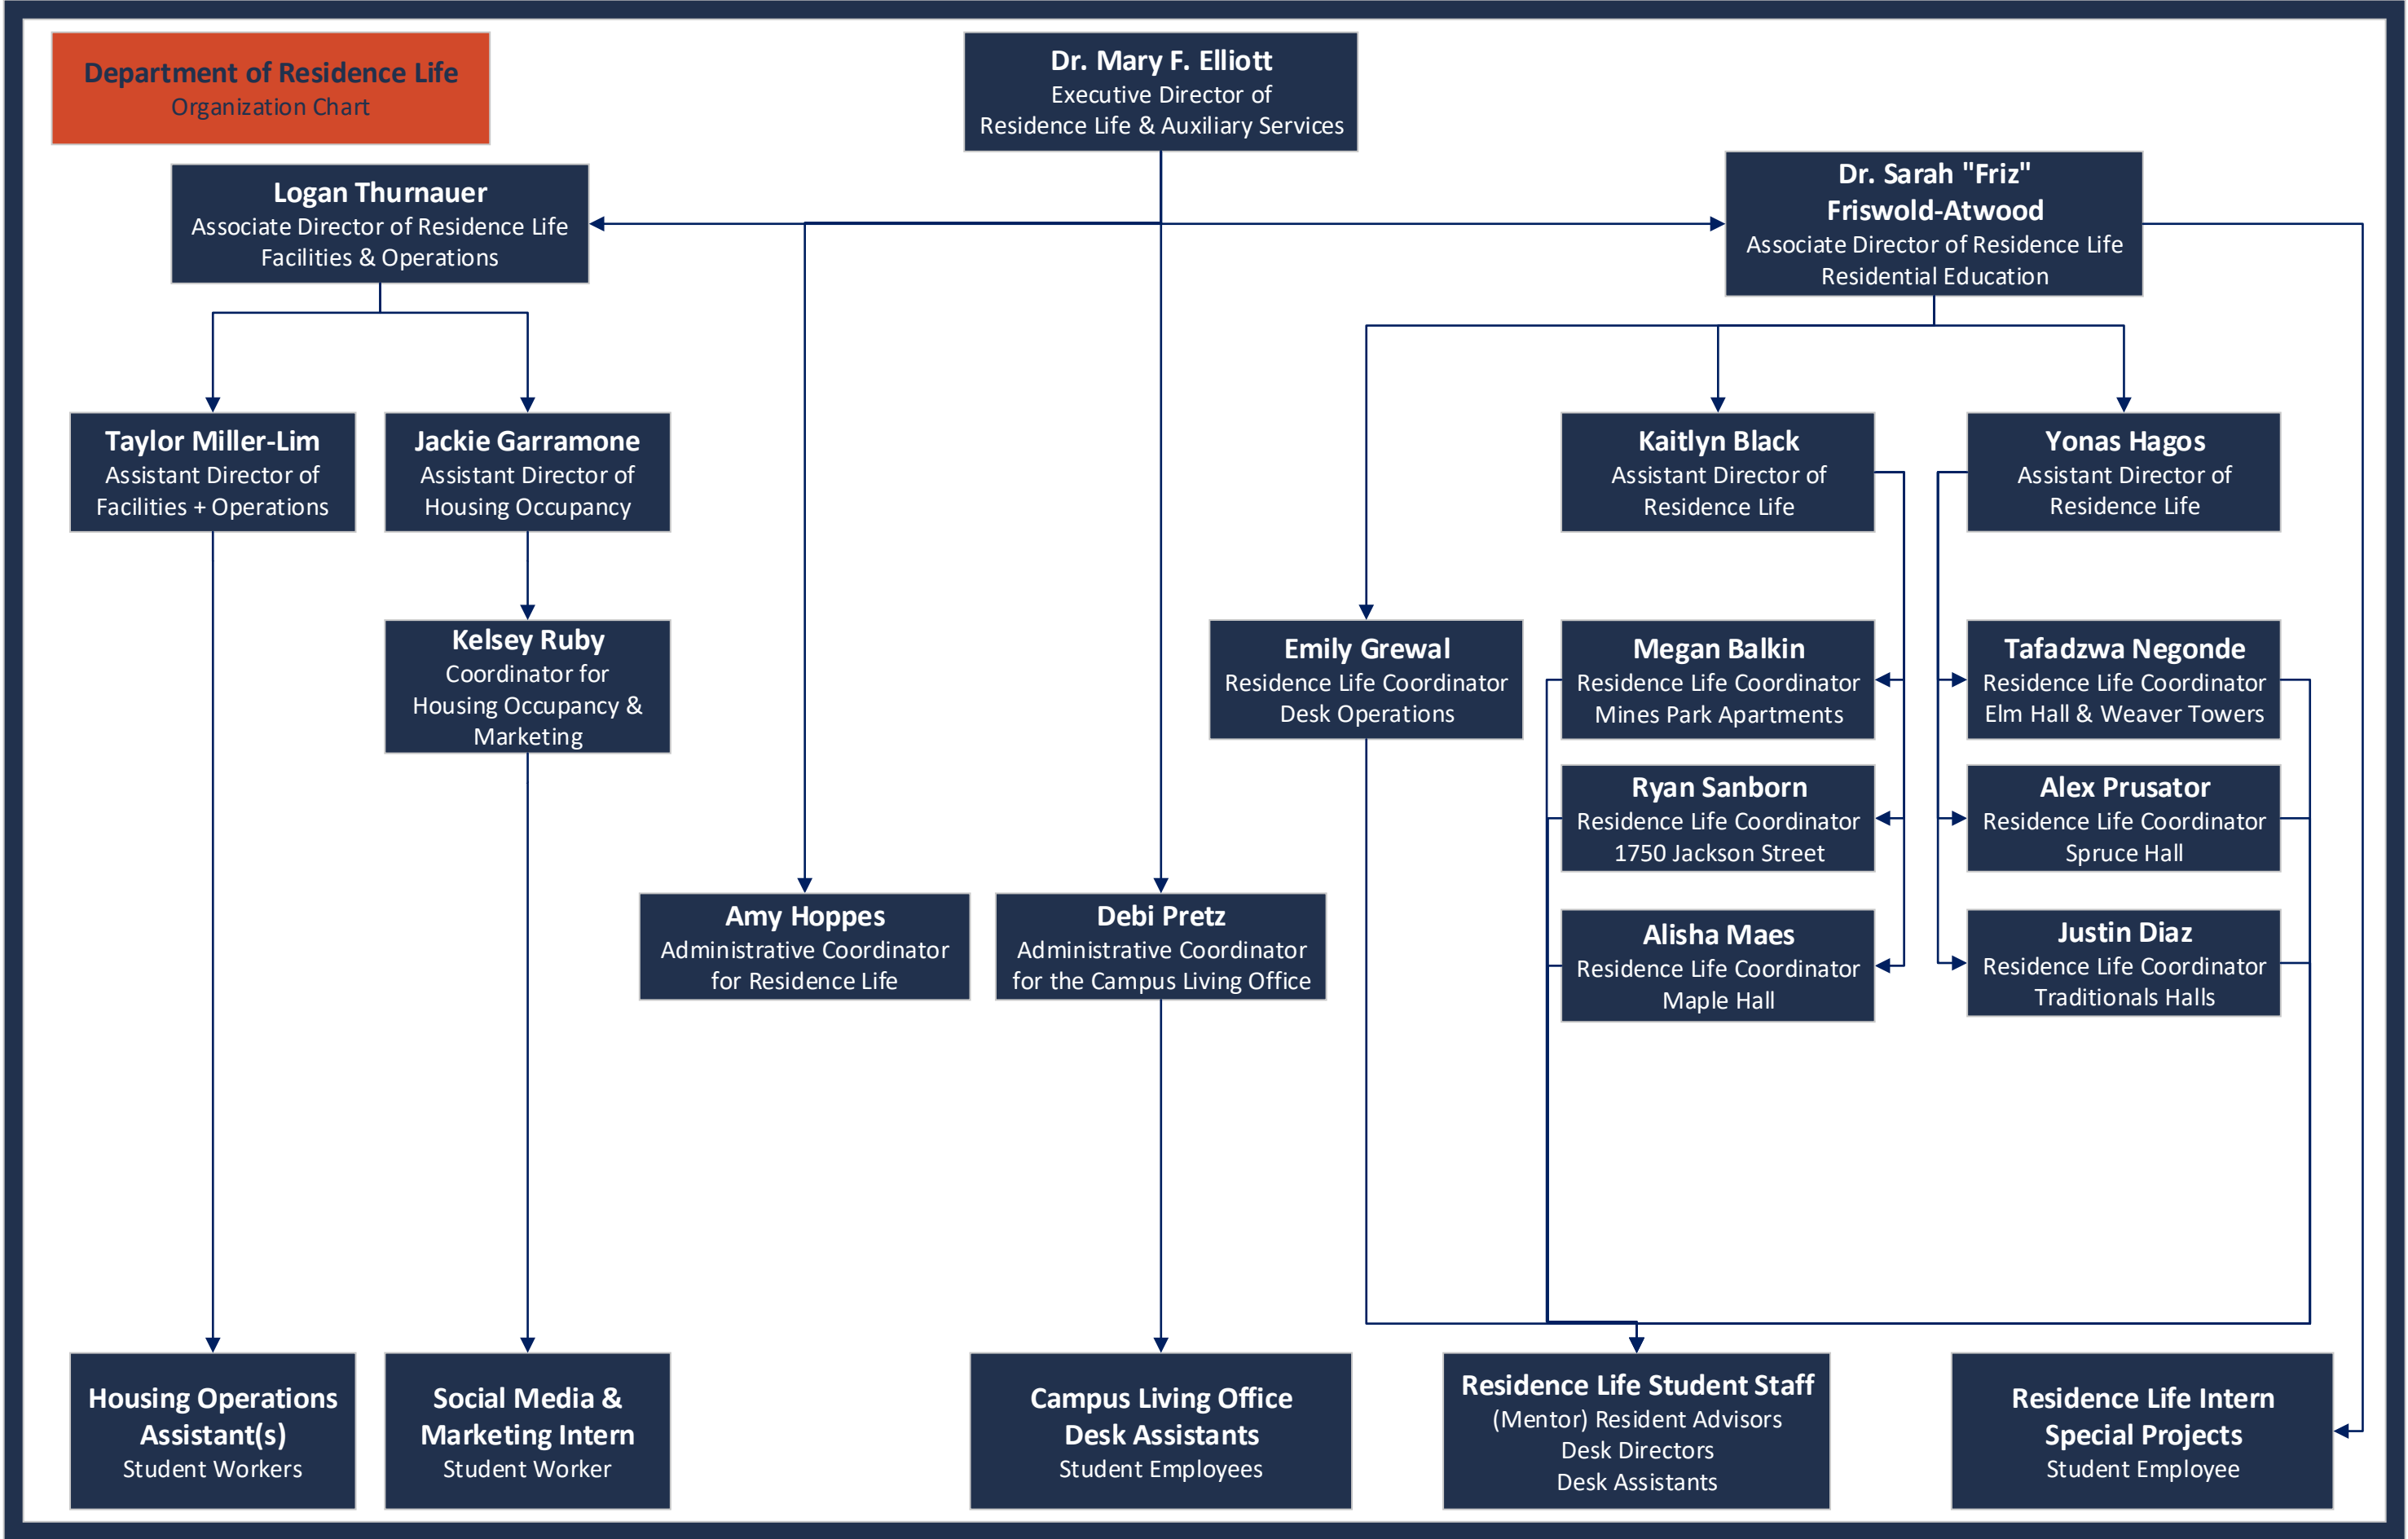 Department of Residence Life
Organization Chart
Dr. Mary F. Elliott
Executive Director of
Residence Life & Auxiliary Services
Logan Thurnauer
Associate Director of Residence Life
Facilities & Operations
Dr. Sarah "Friz"
Friswold-Atwood
Associate Director of Residence Life
Residential Education
Taylor Miller-Lim
Assistant Director of
Facilities + Operations
Jackie Garramone
Assistant Director of
Housing Occupancy
Kaitlyn Black
Assistant Director of
Residence Life
Yonas Hagos
Assistant Director of
Residence Life
Kelsey Ruby
Coordinator for
Housing Occupancy &
Marketing
Emily Grewal
Residence Life Coordinator
Desk Operations
Megan Balkin
Residence Life Coordinator
Mines Park Apartments
Tafadzwa Negonde
Residence Life Coordinator
Elm Hall & Weaver Towers
Ryan Sanborn
Residence Life Coordinator
1750 Jackson Street
Alex Prusator
Residence Life Coordinator
Spruce Hall
Amy Hoppes
Administrative Coordinator
for Residence Life
Debi Pretz
Administrative Coordinator
for the Campus Living Office
Alisha Maes
Residence Life Coordinator
Maple Hall
Justin Diaz
Residence Life Coordinator
Traditionals Halls
Housing Operations
Assistant(s)
Student Workers
Social Media &
Marketing Intern
Student Worker
Campus Living Office
Desk Assistants
Student Employees
Residence Life Student Staff
(Mentor) Resident Advisors
Desk Directors
Desk Assistants
Residence Life Intern
Special Projects
Student Employee